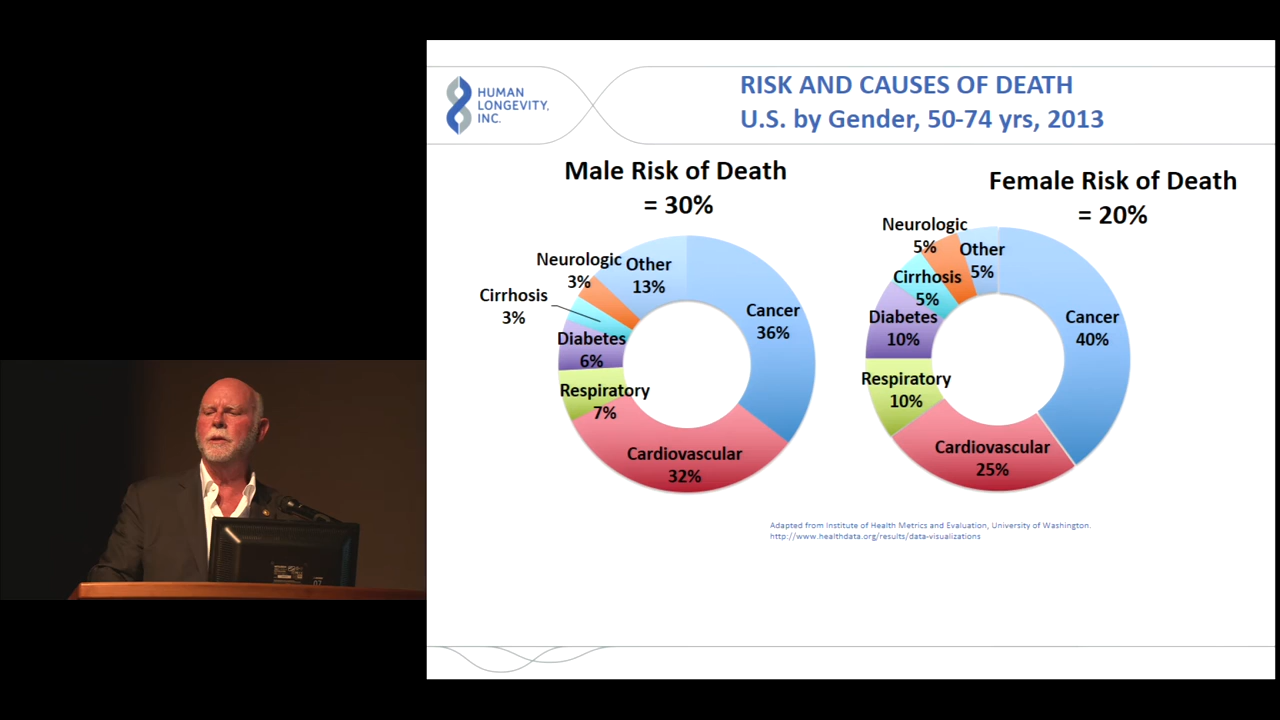 HUMAN
LONGEVITY,
INC.
RISK AND CAUSES OF DEATH
U.S. by Gender, 50-74 yrs, 2013
Male Risk of Death
= 30%
Neurologic
3%
Other
13%
Cirrhosis
3%
Cancer
36%
Diabetes
6%
Respiratory
7%
Cardiovascular
32%
Female Risk of Death
= 20%
Neurologic
5%
Other
5%
Cirrhosis
5%
Cancer
40%
Diabetes
10%
Respiratory
10%
Cardiovascular
25%
Adapted from Institute of Health Metrics and Evaluation, University of Washington.
http://www.healthdata.org/results/data-visualizations